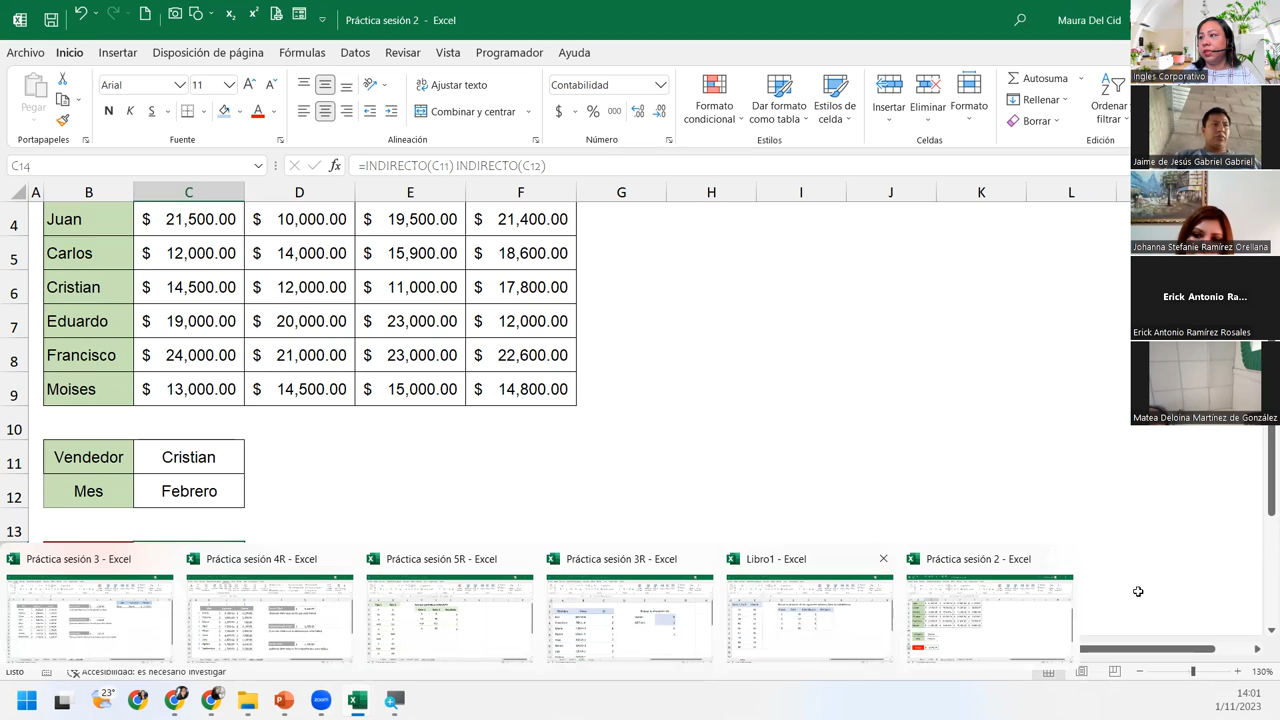 Práctica sesión 2 - Excel
Maura Del Cid
Archivo Inicio Insertar Disposición de página Fórmulas Datos Revisar Vista Programador Ayuda
Pegar
Portapapeles
Arial 11
N K S
Fuente
Ajustar texto
Combinar y centrar
Alineación
Contabilidad
$ % 000
Número
Formato condicional
Dar formato como tabla
Estilos de celda
Estilos
Insertar Eliminar Formato
Celdas
Autosuma
Rellenar
Borrar
Ordenar filtrar
Edición
C14
fx =INDIRECTO(C11) INDIRECTO(C12)
A B C D E F G H I J K L
4 Juan $ 21,500.00 $ 10,000.00 $ 19,500.00 $ 21,400.00
5 Carlos $ 12,000.00 $ 14,000.00 $ 15,900.00 $ 18,600.00
6 Cristian $ 14,500.00 $ 12,000.00 $ 11,000.00 $ 17,800.00
7 Eduardo $ 19,000.00 $ 20,000.00 $ 23,000.00 $ 12,000.00
8 Francisco $ 24,000.00 $ 21,000.00 $ 23,000.00 $ 22,600.00
9 Moises $ 13,000.00 $ 14,500.00 $ 15,000.00 $ 14,800.00
10
11 Vendedor Cristian
12 Mes Febrero
13
Práctica sesión 3 - Excel
Práctica sesión 4R - Excel
Práctica sesión 5R - Excel
Práctica sesión 3R - Excel
Libro1 - Excel
Práctica sesión 2 - Excel
Listo
Accesibilidad: es necesario investigar
130%
23°
zoom
14:01
1/11/2023
Ingles Corporativo
Jaime de Jesús Gabriel Gabriel
Johanna Stefanie Ramírez Orellana
Erick Antonio Ra...
Erick Antonio Ramírez Rosales
Matea Deloina Martínez de González